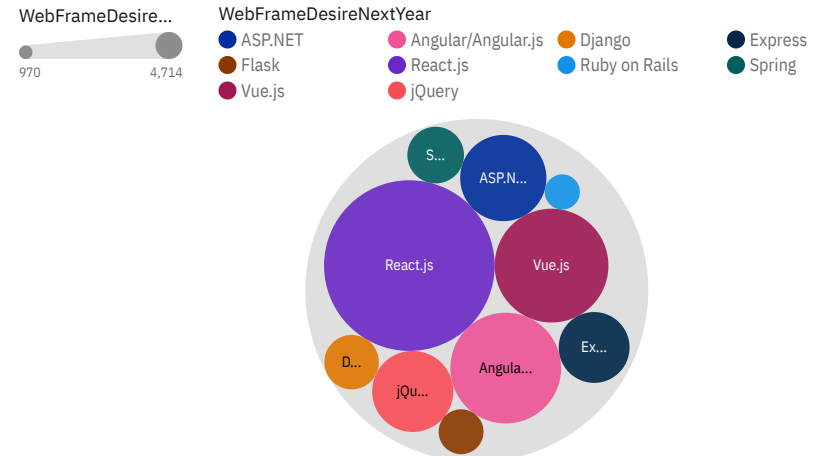 WebFrameDesire...
970 4,714
WebFrameDesireNextYear
ASP.NET Angular/Angular.js Django Express
Flask React.js Ruby on Rails Spring
Vue.js jQuery
S...
ASP.N...
React.js
Vue.js
Ex...
D...
Angula...
jQu...